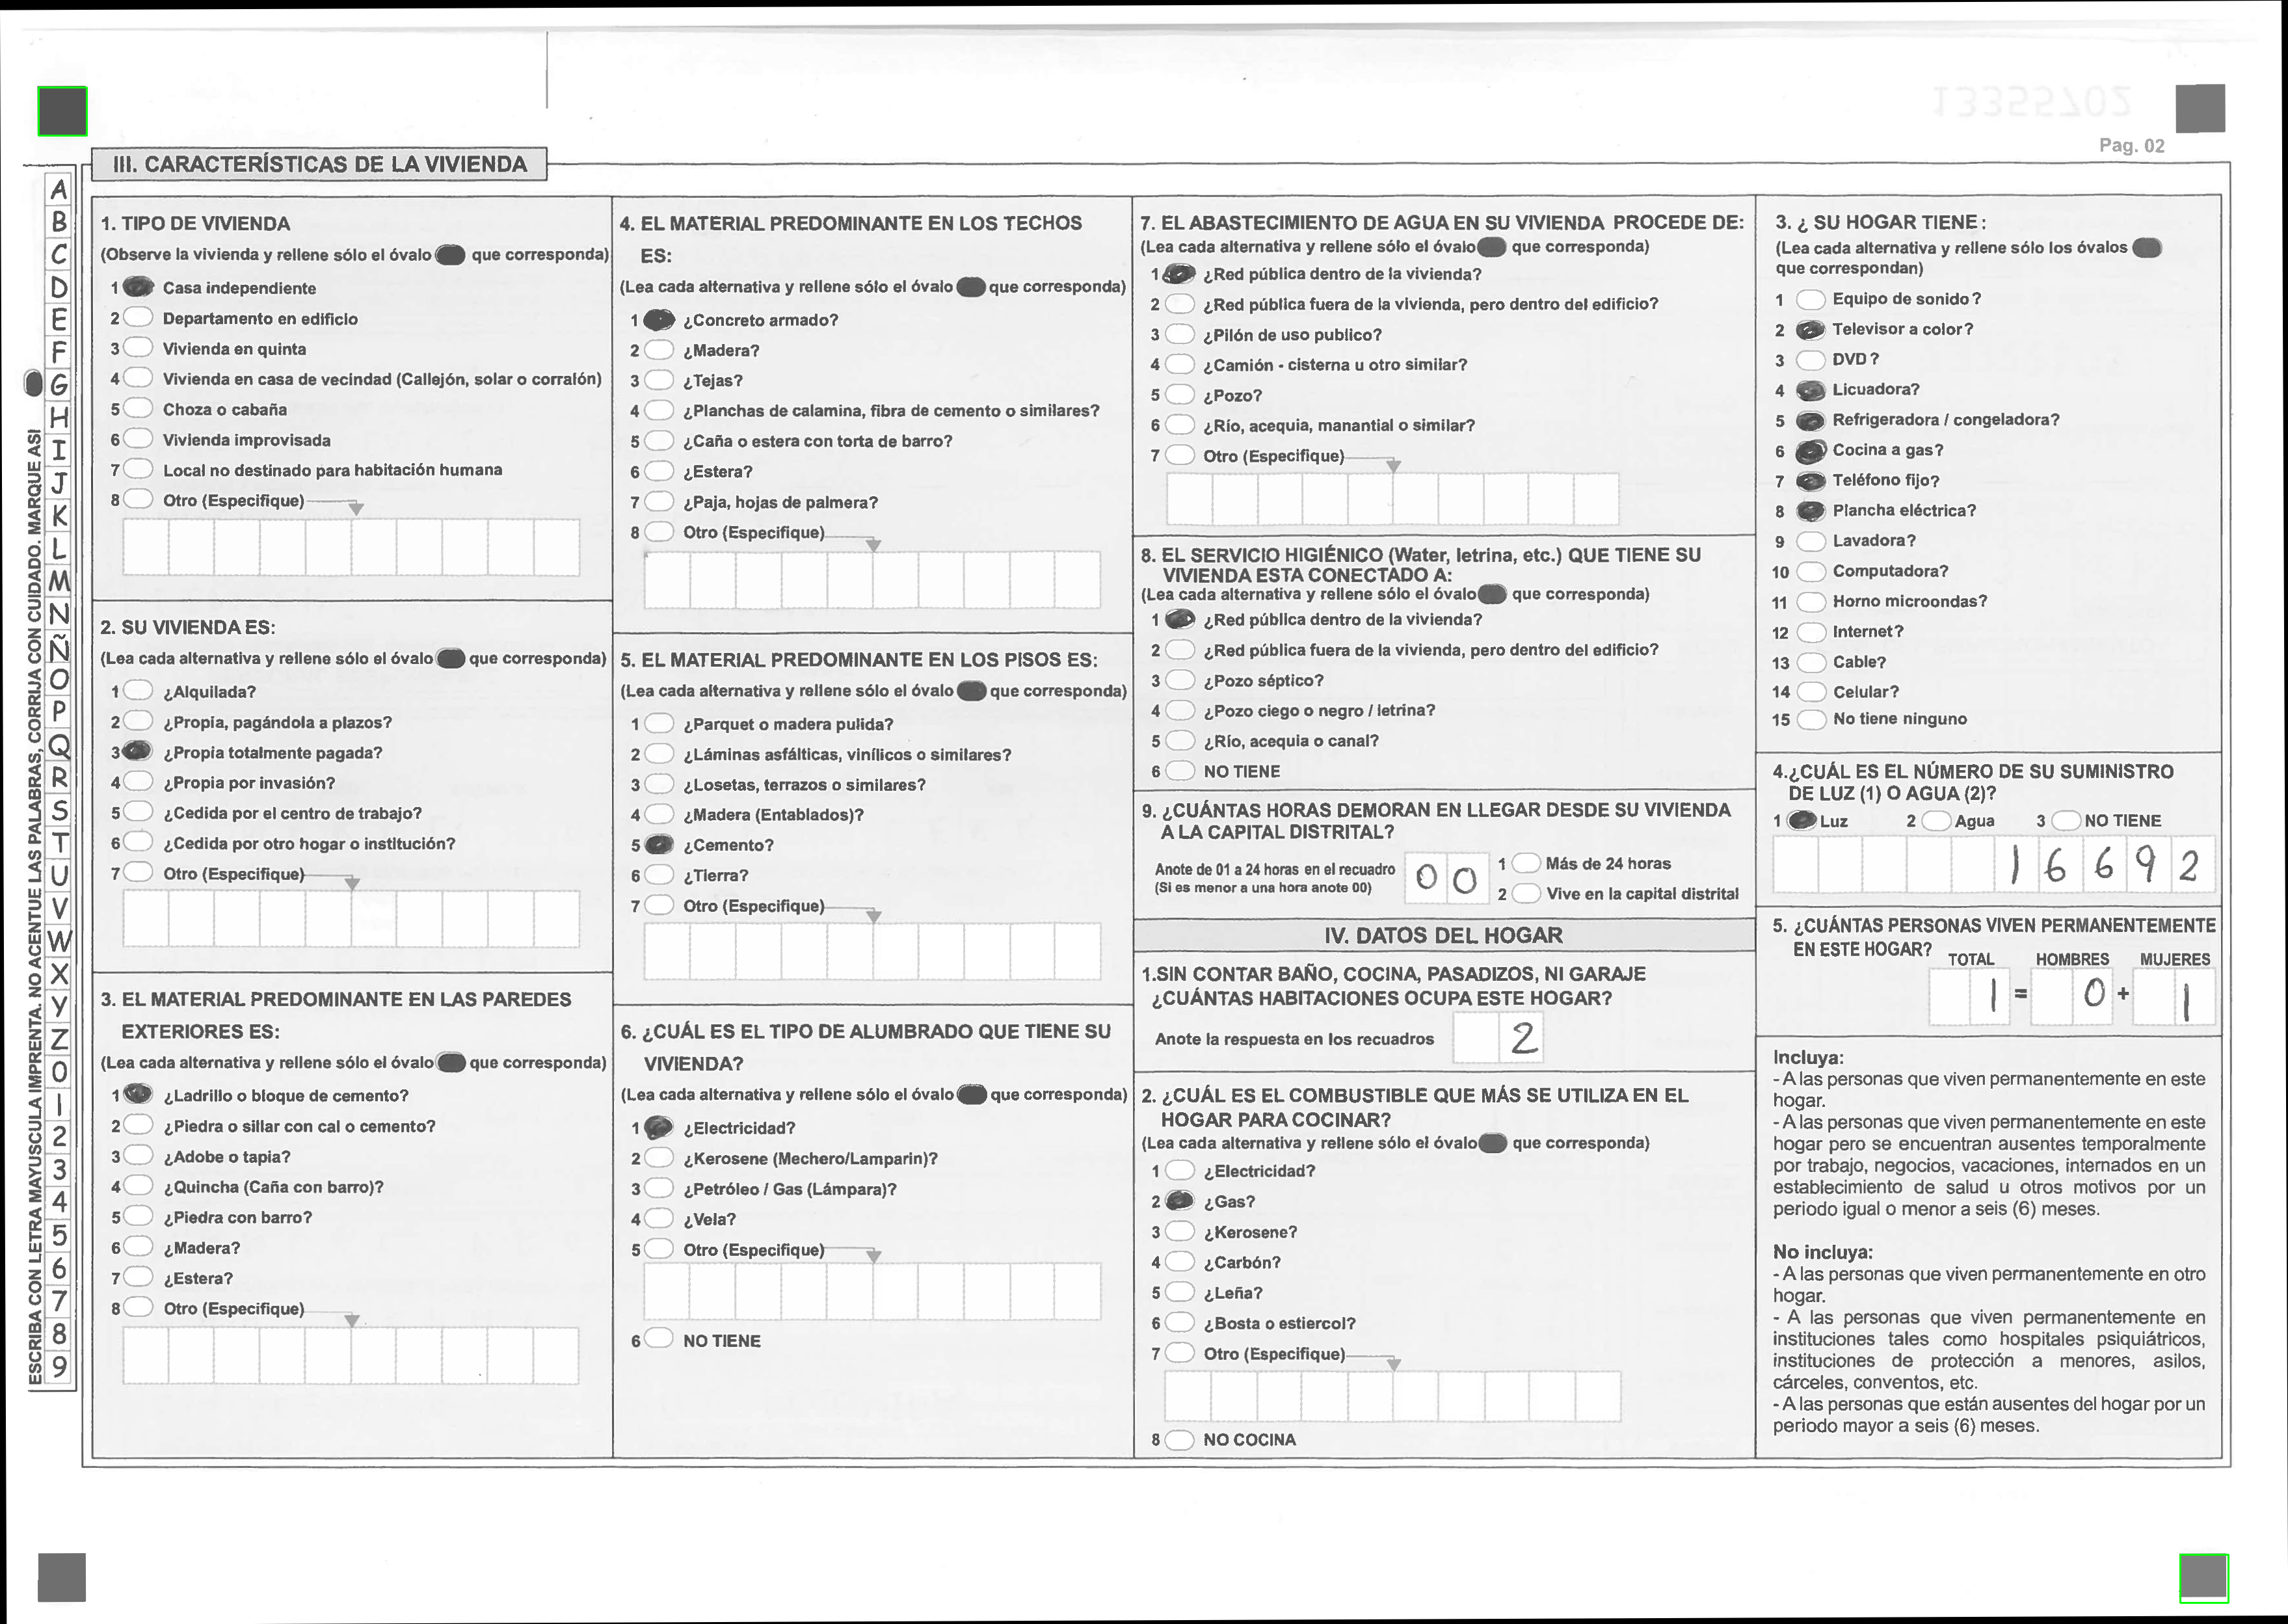 13355702
Pag. 02
III. CARACTERÍSTICAS DE LA VIVIENDA
ESCRIBA CON LETRA MAYUSCULA IMPRENTA. NO ACENTUE LAS PALABRAS, CORRIJA CON CUIDADO. MARQUE ASI
A
B
C
D
E
F
G
H
I
J
K
L
M
N
Ñ
O
P
Q
R
S
T
U
V
W
X
Y
Z
0
1
2
3
4
5
6
7
8
9
1. TIPO DE VIVIENDA
(Observe la vivienda y rellene sólo el óvalo que corresponda)
1 Casa independiente
2 Departamento en edificio
3 Vivienda en quinta
4 Vivienda en casa de vecindad (Callejón, solar o corralón)
5 Choza o cabaña
6 Vivienda improvisada
7 Local no destinado para habitación humana
8 Otro (Especifique)
2. SU VIVIENDA ES:
(Lea cada alternativa y rellene sólo el óvalo que corresponda)
1 ¿Alquilada?
2 ¿Propia, pagándola a plazos?
3 ¿Propia totalmente pagada?
4 ¿Propia por invasión?
5 ¿Cedida por el centro de trabajo?
6 ¿Cedida por otro hogar o institución?
7 Otro (Especifique)
3. EL MATERIAL PREDOMINANTE EN LAS PAREDES
EXTERIORES ES:
(Lea cada alternativa y rellene sólo el óvalo que corresponda)
1 ¿Ladrillo o bloque de cemento?
2 ¿Piedra o sillar con cal o cemento?
3 ¿Adobe o tapia?
4 ¿Quincha (Caña con barro)?
5 ¿Piedra con barro?
6 ¿Madera?
7 ¿Estera?
8 Otro (Especifique)
4. EL MATERIAL PREDOMINANTE EN LOS TECHOS
ES:
(Lea cada alternativa y rellene sólo el óvalo que corresponda)
1 ¿Concreto armado?
2 ¿Madera?
3 ¿Tejas?
4 ¿Planchas de calamina, fibra de cemento o similares?
5 ¿Caña o estera con torta de barro?
6 ¿Estera?
7 ¿Paja, hojas de palmera?
8 Otro (Especifique)
5. EL MATERIAL PREDOMINANTE EN LOS PISOS ES:
(Lea cada alternativa y rellene sólo el óvalo que corresponda)
1 ¿Parquet o madera pulida?
2 ¿Láminas asfálticas, vinílicos o similares?
3 ¿Losetas, terrazos o similares?
4 ¿Madera (Entablados)?
5 ¿Cemento?
6 ¿Tierra?
7 Otro (Especifique)
6. ¿CUÁL ES EL TIPO DE ALUMBRADO QUE TIENE SU
VIVIENDA?
(Lea cada alternativa y rellene sólo el óvalo que corresponda)
1 ¿Electricidad?
2 ¿Kerosene (Mechero/Lamparin)?
3 ¿Petróleo / Gas (Lámpara)?
4 ¿Vela?
5 Otro (Especifique)
6 NO TIENE
7. EL ABASTECIMIENTO DE AGUA EN SU VIVIENDA PROCEDE DE:
(Lea cada alternativa y rellene sólo el óvalo que corresponda)
1 ¿Red pública dentro de la vivienda?
2 ¿Red pública fuera de la vivienda, pero dentro del edificio?
3 ¿Pilón de uso publico?
4 ¿Camión - cisterna u otro similar?
5 ¿Pozo?
6 ¿Río, acequia, manantial o similar?
7 Otro (Especifique)
8. EL SERVICIO HIGIÉNICO (Water, letrina, etc.) QUE TIENE SU
VIVIENDA ESTA CONECTADO A:
(Lea cada alternativa y rellene sólo el óvalo que corresponda)
1 ¿Red pública dentro de la vivienda?
2 ¿Red pública fuera de la vivienda, pero dentro del edificio?
3 ¿Pozo séptico?
4 ¿Pozo ciego o negro / letrina?
5 ¿Río, acequia o canal?
6 NO TIENE
9. ¿CUÁNTAS HORAS DEMORAN EN LLEGAR DESDE SU VIVIENDA
A LA CAPITAL DISTRITAL?
Anote de 01 a 24 horas en el recuadro
(Si es menor a una hora anote 00)
0 0
1 Más de 24 horas
2 Vive en la capital distrital
IV. DATOS DEL HOGAR
1.SIN CONTAR BAÑO, COCINA, PASADIZOS, NI GARAJE
¿CUÁNTAS HABITACIONES OCUPA ESTE HOGAR?
Anote la respuesta en los recuadros 2
2. ¿CUÁL ES EL COMBUSTIBLE QUE MÁS SE UTILIZA EN EL
HOGAR PARA COCINAR?
(Lea cada alternativa y rellene sólo el óvalo que corresponda)
1 ¿Electricidad?
2 ¿Gas?
3 ¿Kerosene?
4 ¿Carbón?
5 ¿Leña?
6 ¿Bosta o estiercol?
7 Otro (Especifique)
8 NO COCINA
3. ¿ SU HOGAR TIENE :
(Lea cada alternativa y rellene sólo los óvalos
que correspondan)
1 Equipo de sonido ?
2 Televisor a color ?
3 DVD ?
4 Licuadora?
5 Refrigeradora / congeladora?
6 Cocina a gas?
7 Teléfono fijo?
8 Plancha eléctrica?
9 Lavadora?
10 Computadora?
11 Horno microondas?
12 Internet?
13 Cable?
14 Celular?
15 No tiene ninguno
4.¿CUÁL ES EL NÚMERO DE SU SUMINISTRO
DE LUZ (1) O AGUA (2)?
1 Luz 2 Agua 3 NO TIENE
1 6 6 9 2
5. ¿CUÁNTAS PERSONAS VIVEN PERMANENTEMENTE
EN ESTE HOGAR?
TOTAL HOMBRES MUJERES
1 = 0 + 1
Incluya:
- A las personas que viven permanentemente en este
hogar.
- A las personas que viven permanentemente en este
hogar pero se encuentran ausentes temporalmente
por trabajo, negocios, vacaciones, internados en un
establecimiento de salud u otros motivos por un
periodo igual o menor a seis (6) meses.
No incluya:
- A las personas que viven permanentemente en otro
hogar.
- A las personas que viven permanentemente en
instituciones tales como hospitales psiquiátricos,
instituciones de protección a menores, asilos,
cárceles, conventos, etc.
- A las personas que están ausentes del hogar por un
periodo mayor a seis (6) meses.